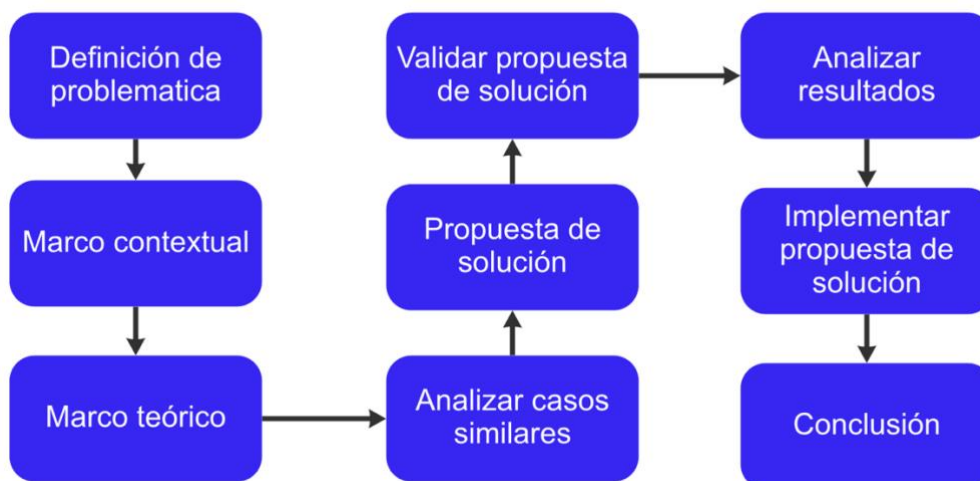 Definición de
problematica
Marco contextual
Marco teórico
Analizar casos
similares
Propuesta de
solución
Validar propuesta
de solución
Analizar
resultados
Implementar
propuesta de
solución
Conclusión